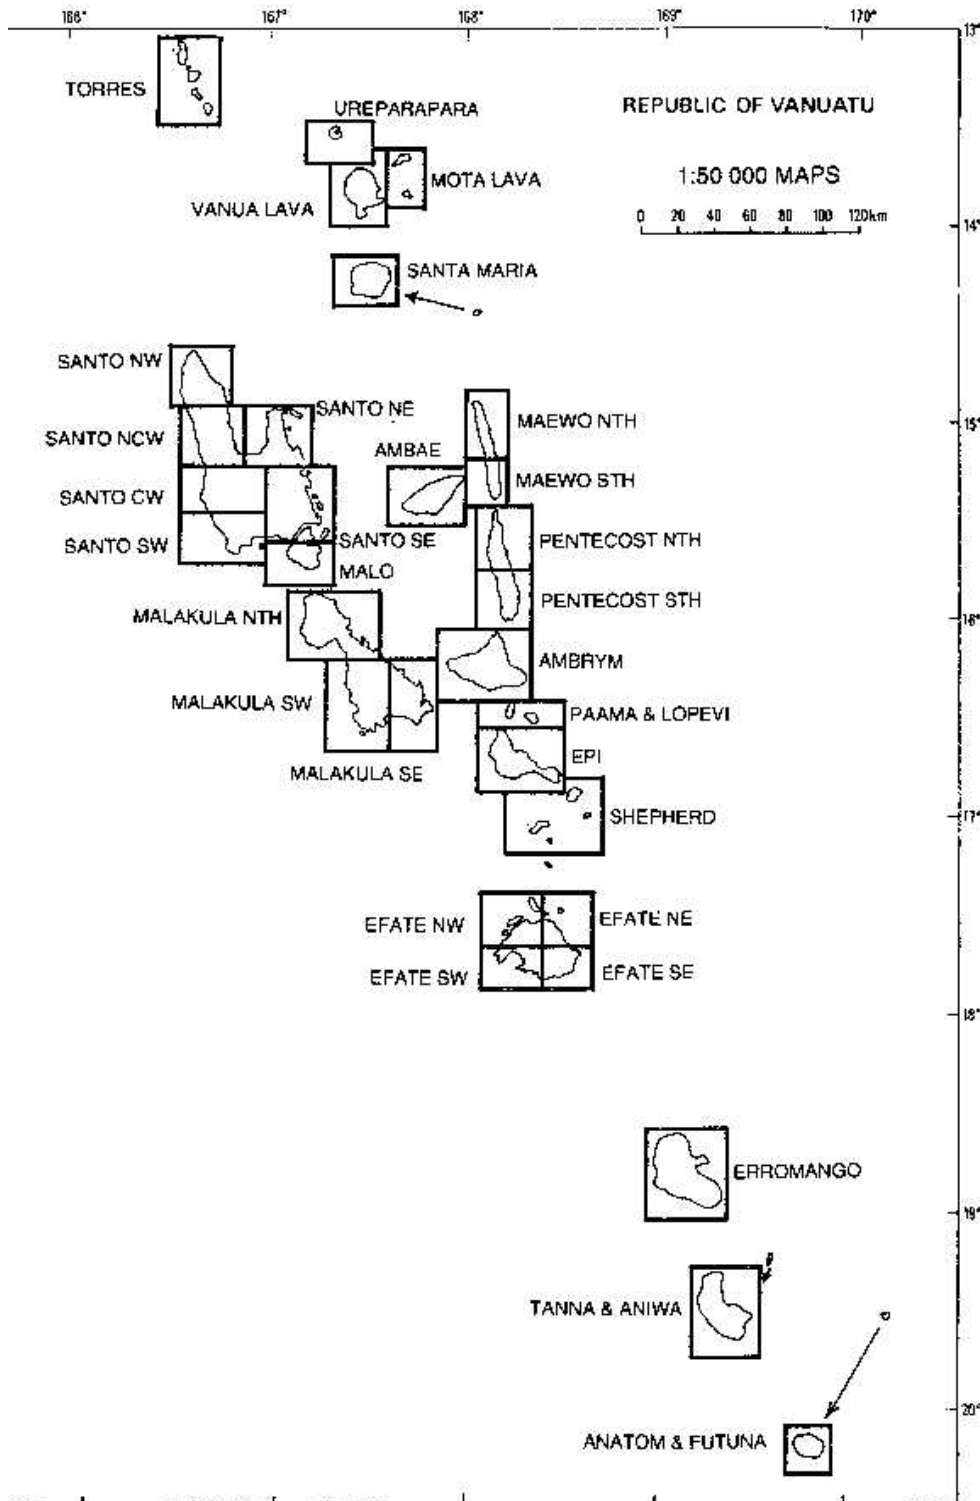 166° 167° 168° 169° 170°
13°
TORRES
UREPARAPARA
REPUBLIC OF VANUATU
MOTA LAVA
1:50 000 MAPS
VANUA LAVA
0 20 40 60 80 100 120km
14°
SANTA MARIA
SANTO NW
SANTO NE
MAEWO NTH
15°
SANTO NCW
AMBAE
MAEWO STH
SANTO CW
SANTO SW
SANTO SE
PENTECOST NTH
MALO
PENTECOST STH
MALAKULA NTH
16°
AMBRYM
MALAKULA SW
PAAMA & LOPEVI
EPI
MALAKULA SE
SHEPHERD
17°
EFATE NW
EFATE NE
EFATE SW
EFATE SE
18°
ERROMANGO
19°
TANNA & ANIWA
20°
ANATOM & FUTUNA